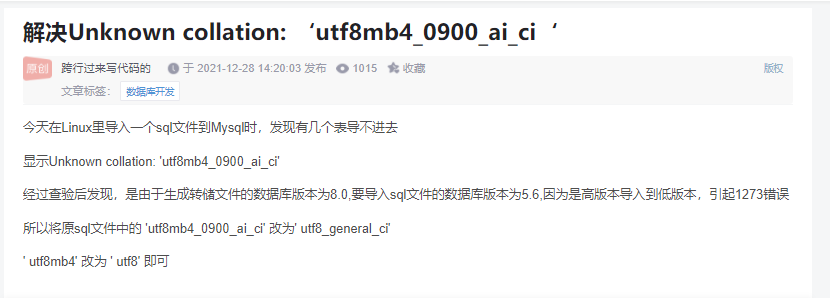 解决Unknown collation: ‘utf8mb4_0900_ai_ci‘
原创 跨行过来写代码的 于 2021-12-28 14:20:03 发布 1015 收藏 版权
文章标签： 数据库开发
今天在Linux里导入一个sql文件到Mysql时，发现有几个表导不进去
显示Unknown collation: 'utf8mb4_0900_ai_ci'
经过查验后发现，是由于生成转储文件的数据库版本为8.0,要导入sql文件的数据库版本为5.6,因为是高版本导入到低版本，引起1273错误
所以将原sql文件中的 'utf8mb4_0900_ai_ci' 改为' utf8_general_ci'
' utf8mb4' 改为 ' utf8' 即可